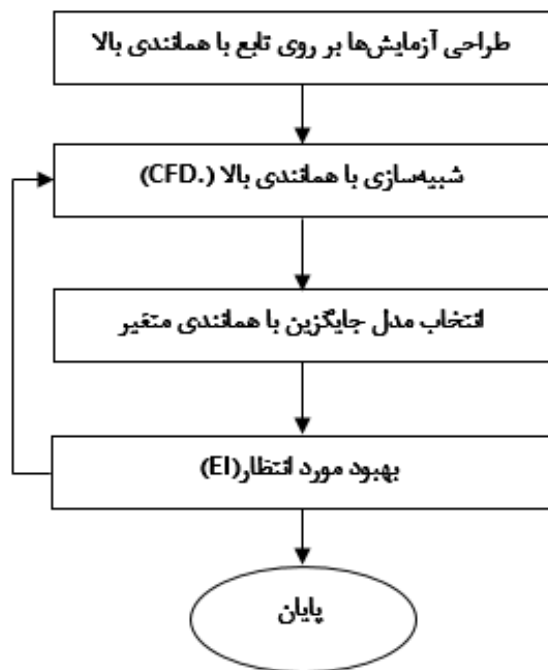 طراحی آزمایش‌ها بر روی تابع با همانندی بالا
شبیه‌سازی با همانندی بالا (CFD.)
انتخاب مدل جایگزین با همانندی متغیر
بهبود مورد انتظار(EI)
پایان